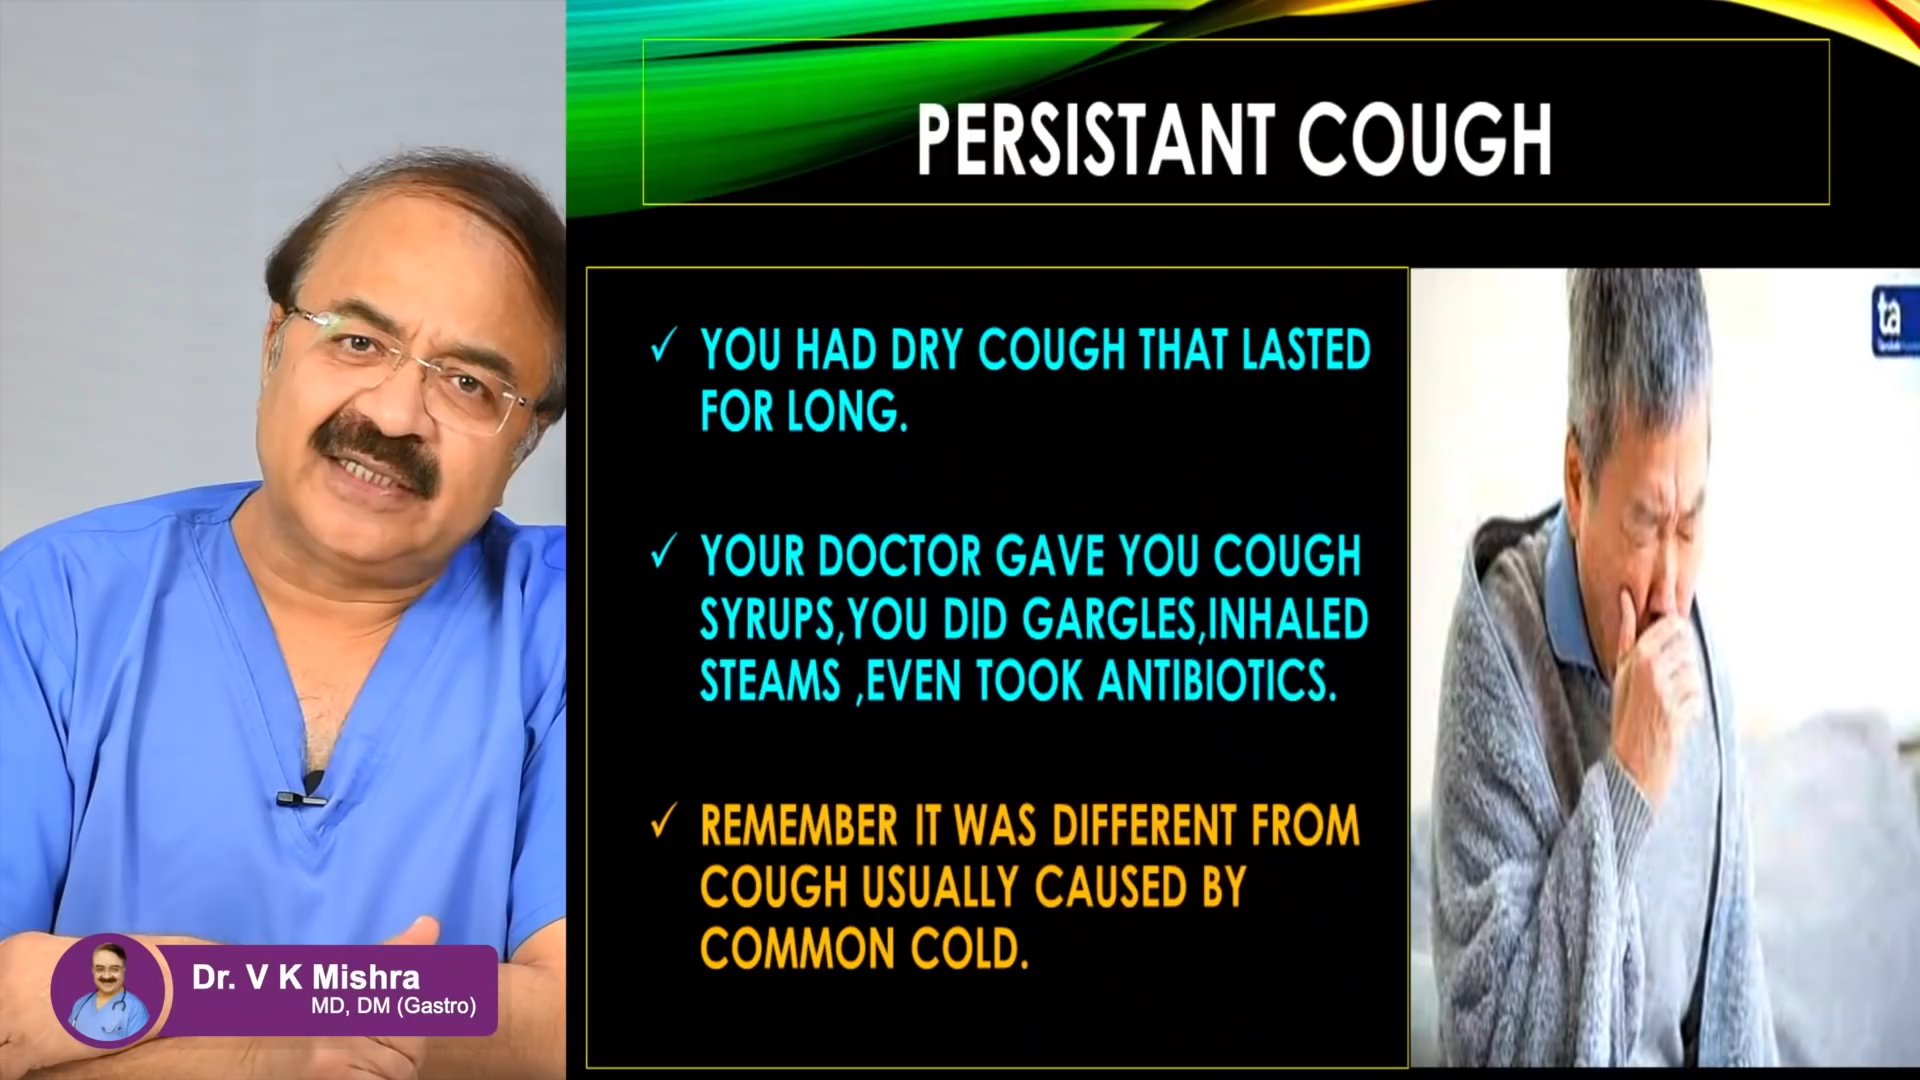 PERSISTANT COUGH
✓ YOU HAD DRY COUGH THAT LASTED
FOR LONG.
✓ YOUR DOCTOR GAVE YOU COUGH
SYRUPS,YOU DID GARGLES,INHALED
STEAMS ,EVEN TOOK ANTIBIOTICS.
✓ REMEMBER IT WAS DIFFERENT FROM
COUGH USUALLY CAUSED BY
COMMON COLD.
ta
Dr. V K Mishra
MD, DM (Gastro)